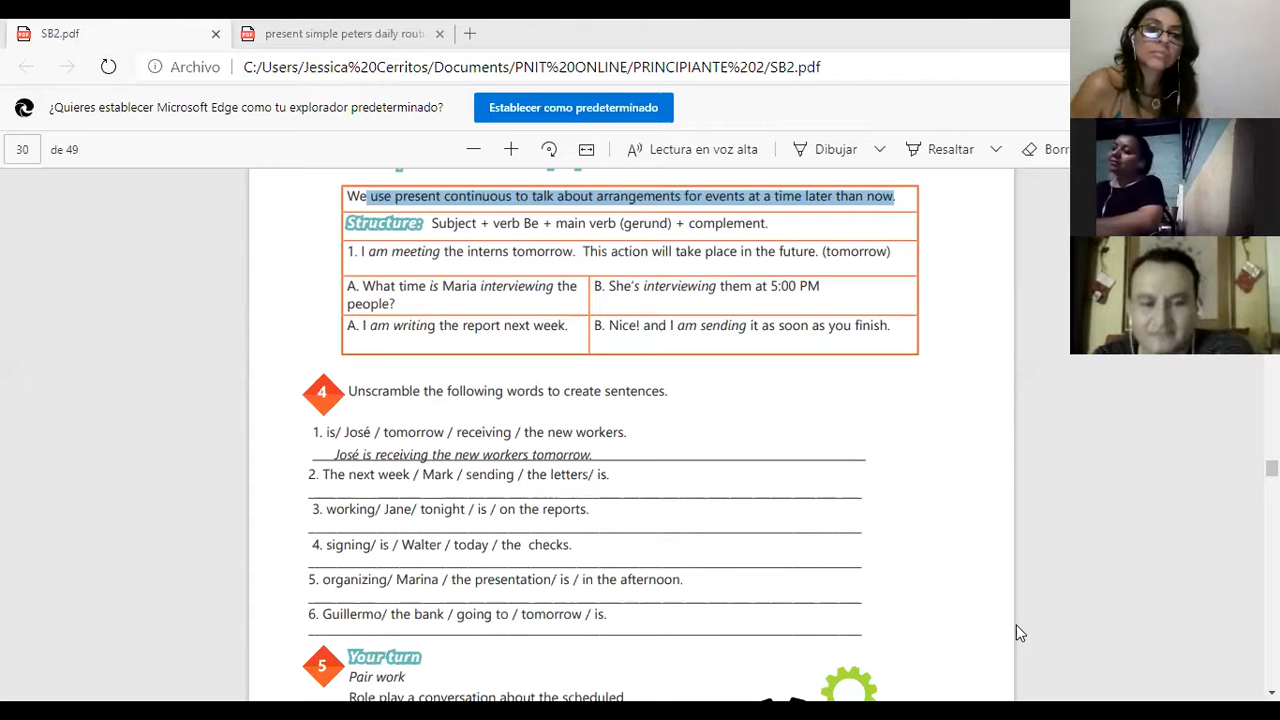 SB2.pdf
present simple peters daily rout
Archivo
C:/Users/Jessica%20Cerritos/Documents/PNIT%20ONLINE/PRINCIPIANTE%202/SB2.pdf
¿Quieres establecer Microsoft Edge como tu explorador predeterminado?
Establecer como predeterminado
30
de 49
Lectura en voz alta
Dibujar
Resaltar
Borr
We use present continuous to talk about arrangements for events at a time later than now.
Structure: Subject + verb Be + main verb (gerund) + complement.
1. I am meeting the interns tomorrow. This action will take place in the future. (tomorrow)
A. What time is Maria interviewing the
people?
B. She's interviewing them at 5:00 PM
A. I am writing the report next week.
B. Nice! and I am sending it as soon as you finish.
4
Unscramble the following words to create sentences.
1. is/ José / tomorrow / receiving / the new workers.
José is receiving the new workers tomorrow.
2. The next week / Mark / sending / the letters/ is.
3. working/ Jane/ tonight / is / on the reports.
4. signing/ is / Walter / today / the checks.
5. organizing/ Marina / the presentation/ is / in the afternoon.
6. Guillermo/ the bank / going to / tomorrow / is.
5
Your turn
Pair work
Role play a conversation about the scheduled